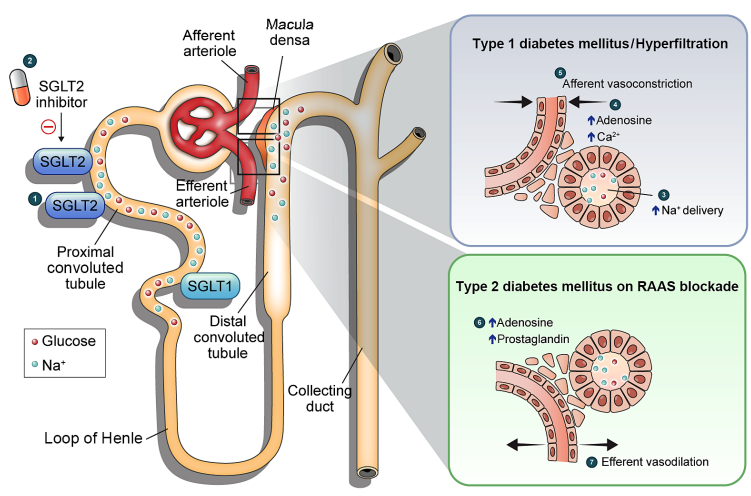 Afferent
arteriole
Macula
densa
2
SGLT2
inhibitor
SGLT2
1
SGLT2
Efferent
arteriole
Proximal
convoluted
tubule
SGLT1
Glucose
Na⁺
Distal
convoluted
tubule
Collecting
duct
Loop of Henle
Type 1 diabetes mellitus/Hyperfiltration
5
Afferent vasoconstriction
4
↑Adenosine
↑Ca²⁺
3
↑Na⁺ delivery
Type 2 diabetes mellitus on RAAS blockade
6 ↑Adenosine
↑Prostaglandin
7 Efferent vasodilation